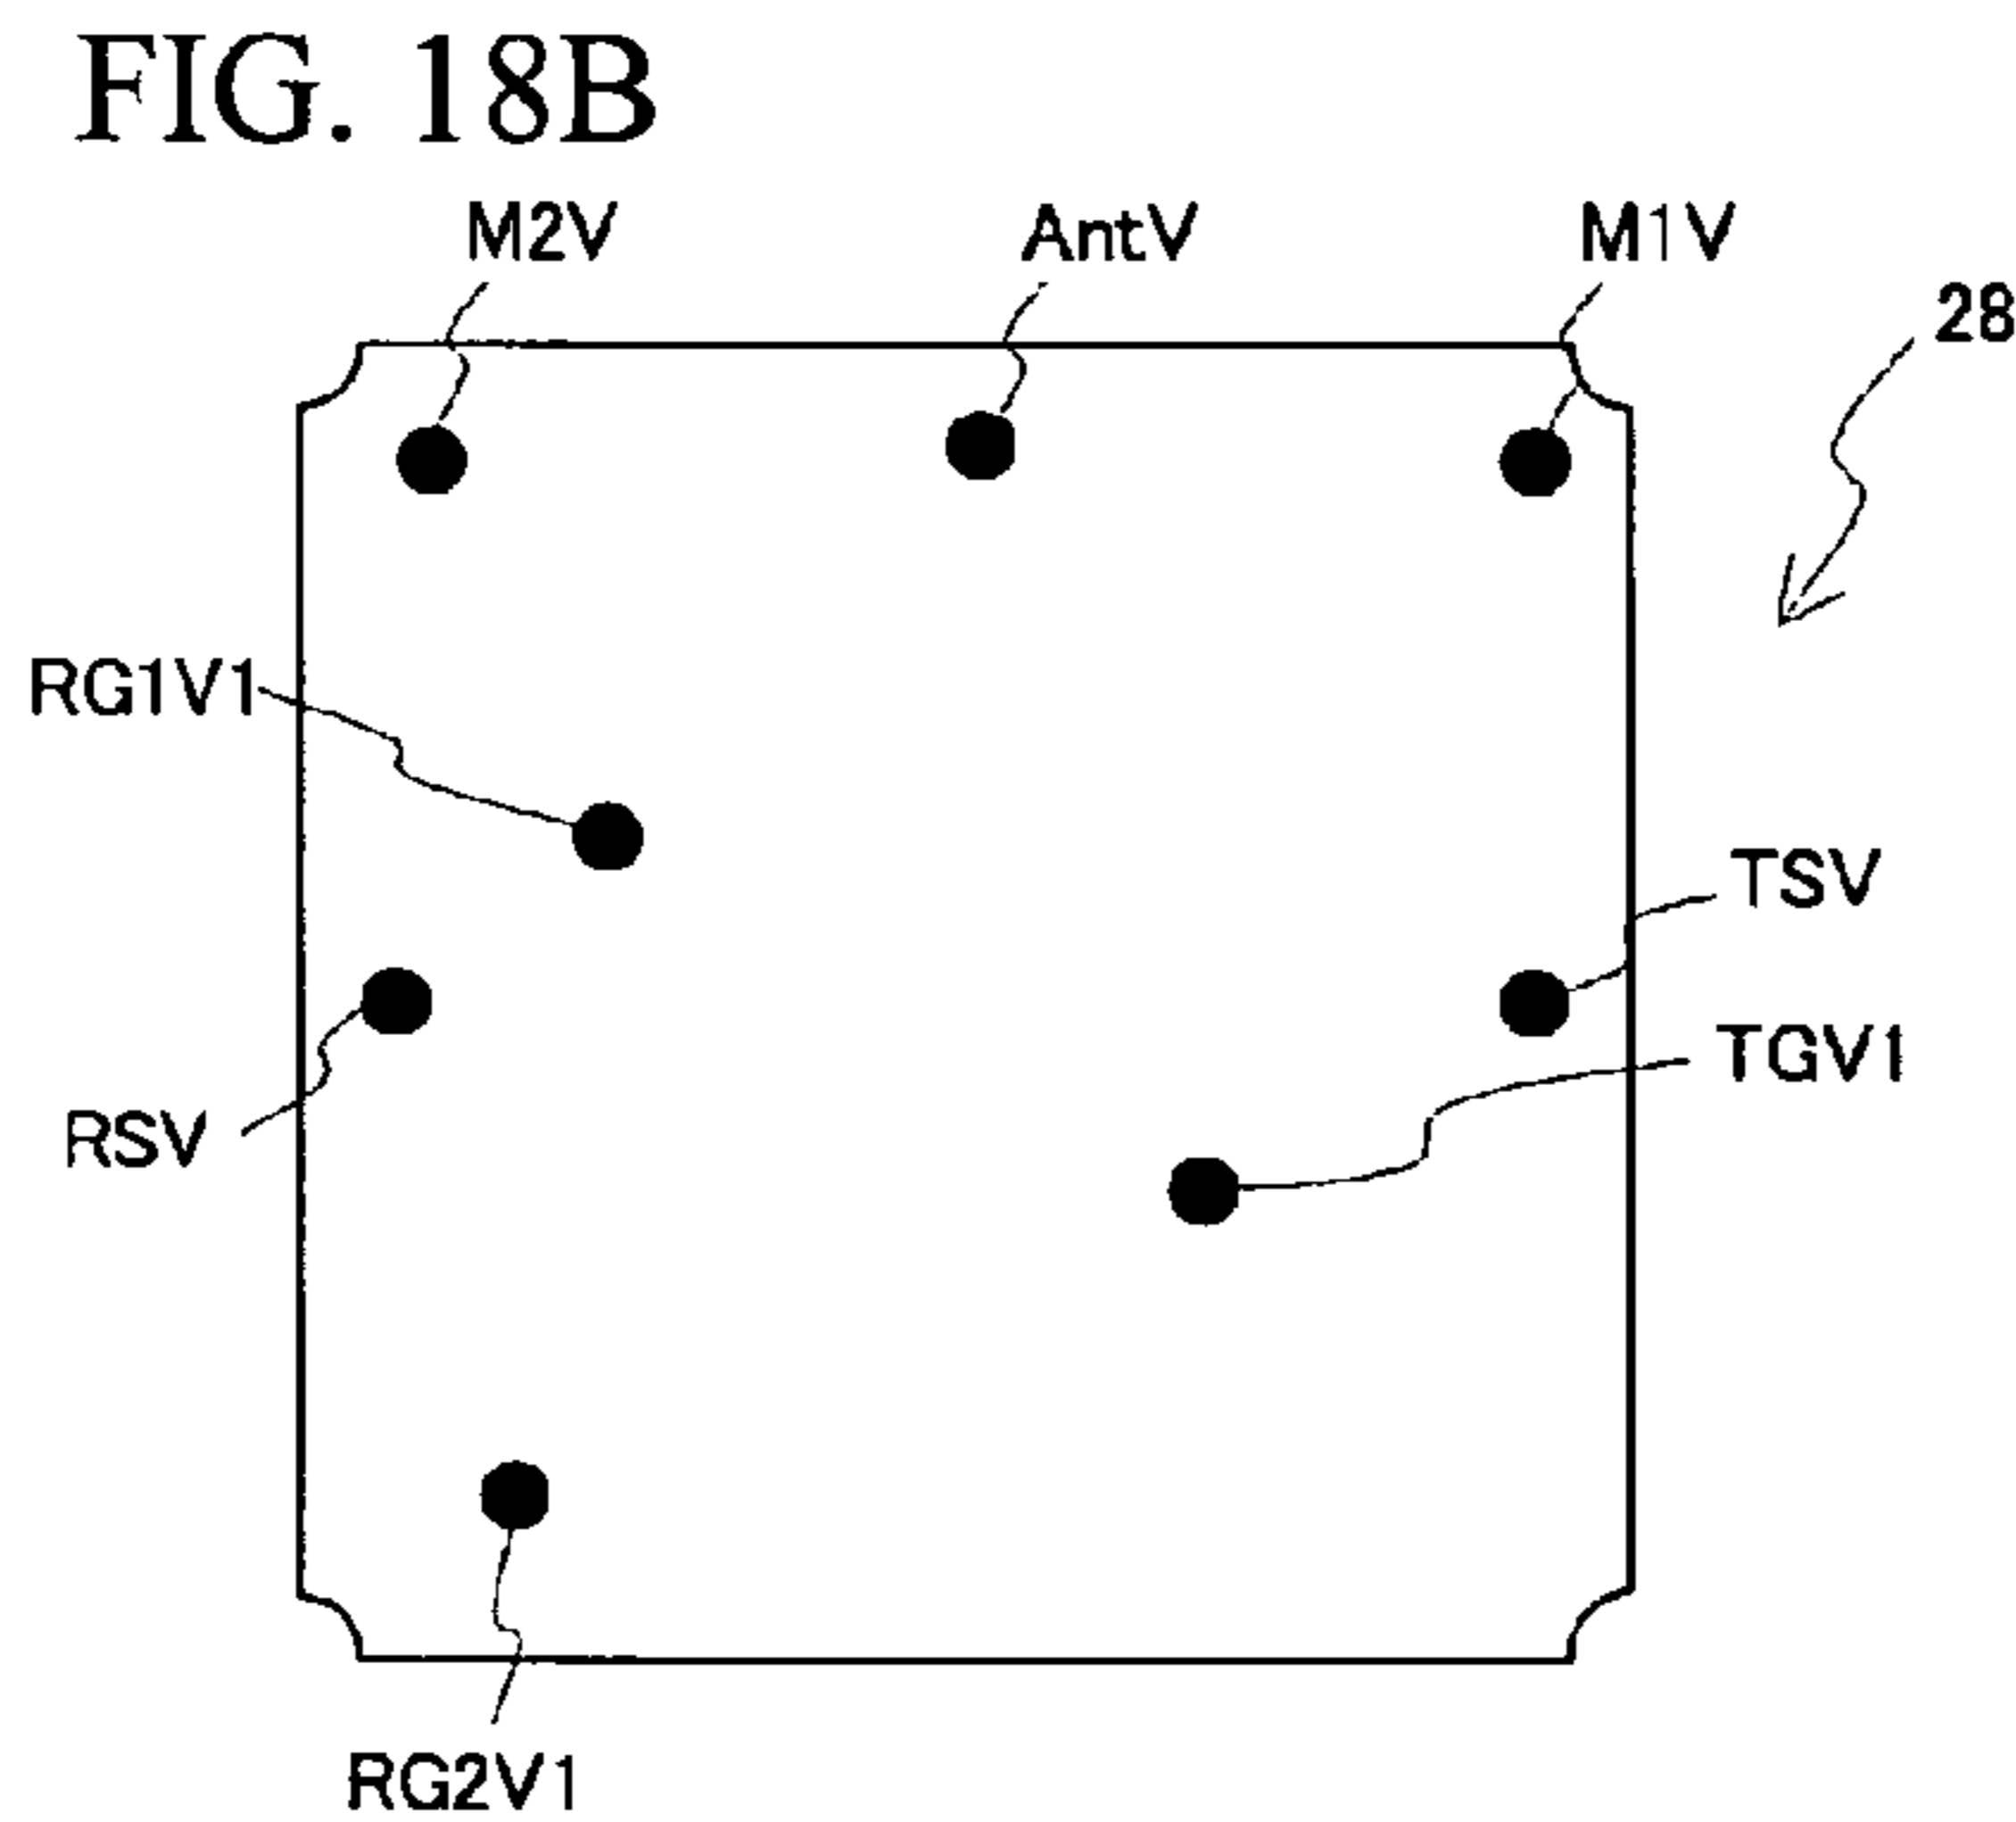 FIG. 18B
M2V
AntV
M1V
28
RG1V1
TSV
TGV1
RSV
RG2V1